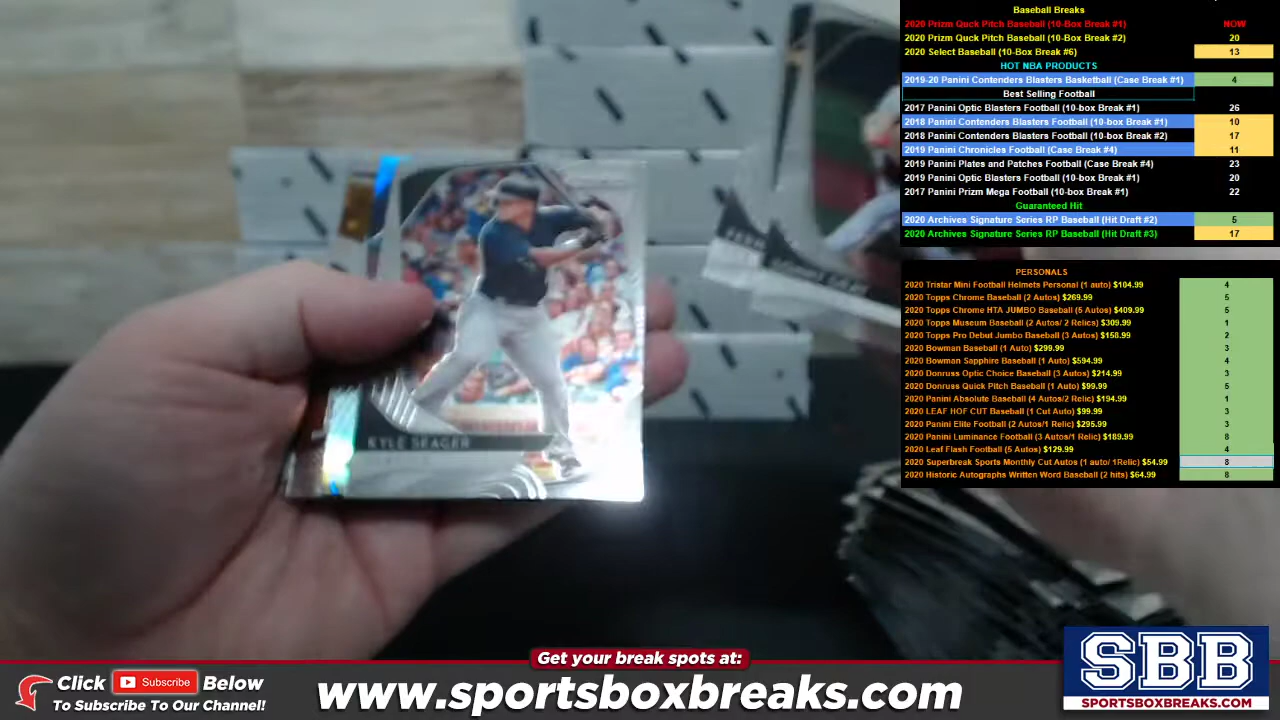 Baseball Breaks
2020 Prizm Quck Pitch Baseball (10-Box Break #1) NOW
2020 Prizm Quck Pitch Baseball (10-Box Break #2) 20
2020 Select Baseball (10-Box Break #6) 13
HOT NBA PRODUCTS
2019-20 Panini Contenders Blasters Basketball (Case Break #1) 4
Best Selling Football
2017 Panini Optic Blasters Football (10-box Break #1) 26
2018 Panini Contenders Blasters Football (10-box Break #1) 10
2018 Panini Contenders Blasters Football (10-box Break #2) 17
2019 Panini Chronicles Football (Case Break #4) 11
2019 Panini Plates and Patches Football (Case Break #4) 23
2019 Panini Optic Blasters Football (10-box Break #1) 20
2017 Panini Prizm Mega Football (10-box Break #1) 22
Guaranteed Hit
2020 Archives Signature Series RP Baseball (Hit Draft #2) 5
2020 Archives Signature Series RP Baseball (Hit Draft #3) 17
PERSONALS
2020 Tristar Mini Football Helmets Personal (1 auto) $104.99 4
2020 Topps Chrome Baseball (2 Autos) $269.99 5
2020 Topps Chrome HTA JUMBO Baseball (5 Autos) $409.99 5
2020 Topps Museum Baseball (2 Autos/ 2 Relics) $309.99 1
2020 Topps Pro Debut Jumbo Baseball (3 Autos) $158.99 2
2020 Bowman Baseball (1 Auto) $299.99 3
2020 Bowman Sapphire Baseball (1 Auto) $594.99 4
2020 Donruss Optic Choice Baseball (3 Autos) $214.99 3
2020 Donruss Quick Pitch Baseball (1 Auto) $99.99 5
2020 Panini Absolute Baseball (4 Autos/2 Relic) $194.99 1
2020 LEAF HOF CUT Baseball (1 Cut Auto) $99.99 3
2020 Panini Elite Football (2 Autos/1 Relic) $295.99 3
2020 Panini Luminance Football (3 Autos/1 Relic) $189.99 8
2020 Leaf Flash Football (5 Autos) $129.99 4
2020 Superbreak Sports Monthly Cut Autos (1 auto/ 1Relic) $54.99 8
2020 Historic Autographs Written Word Baseball (2 hits) $64.99 8
KYLE SEAGER
Get your break spots at:
Click Subscribe Below
To Subscribe To Our Channel!
www.sportsboxbreaks.com
SBB
SPORTSBOXBREAKS.COM